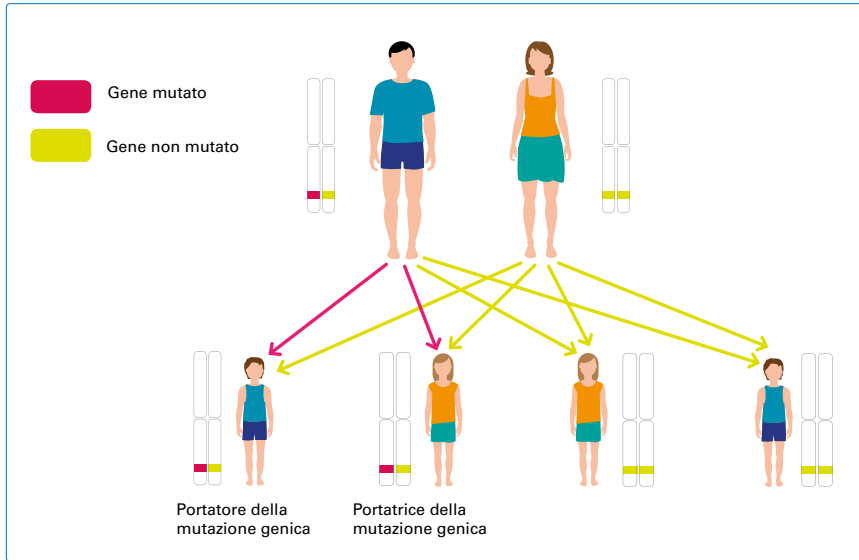 Gene mutato
Gene non mutato
Portatore della
mutazione genica
Portatrice della
mutazione genica